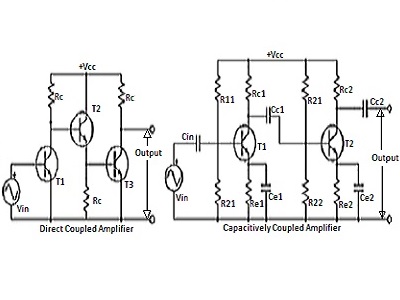 +Vcc
Rc
Rc
T2
Output
T1
T3
Rc
Vin
Direct Coupled Amplifier
+Vcc
R11
Rc1
R21
Rc2
Cc1
Cc2
Cin
T1
T2
Output
Vin
Ce1
Ce2
R21
Re1
R22
Re2
Capacitively Coupled Amplifier